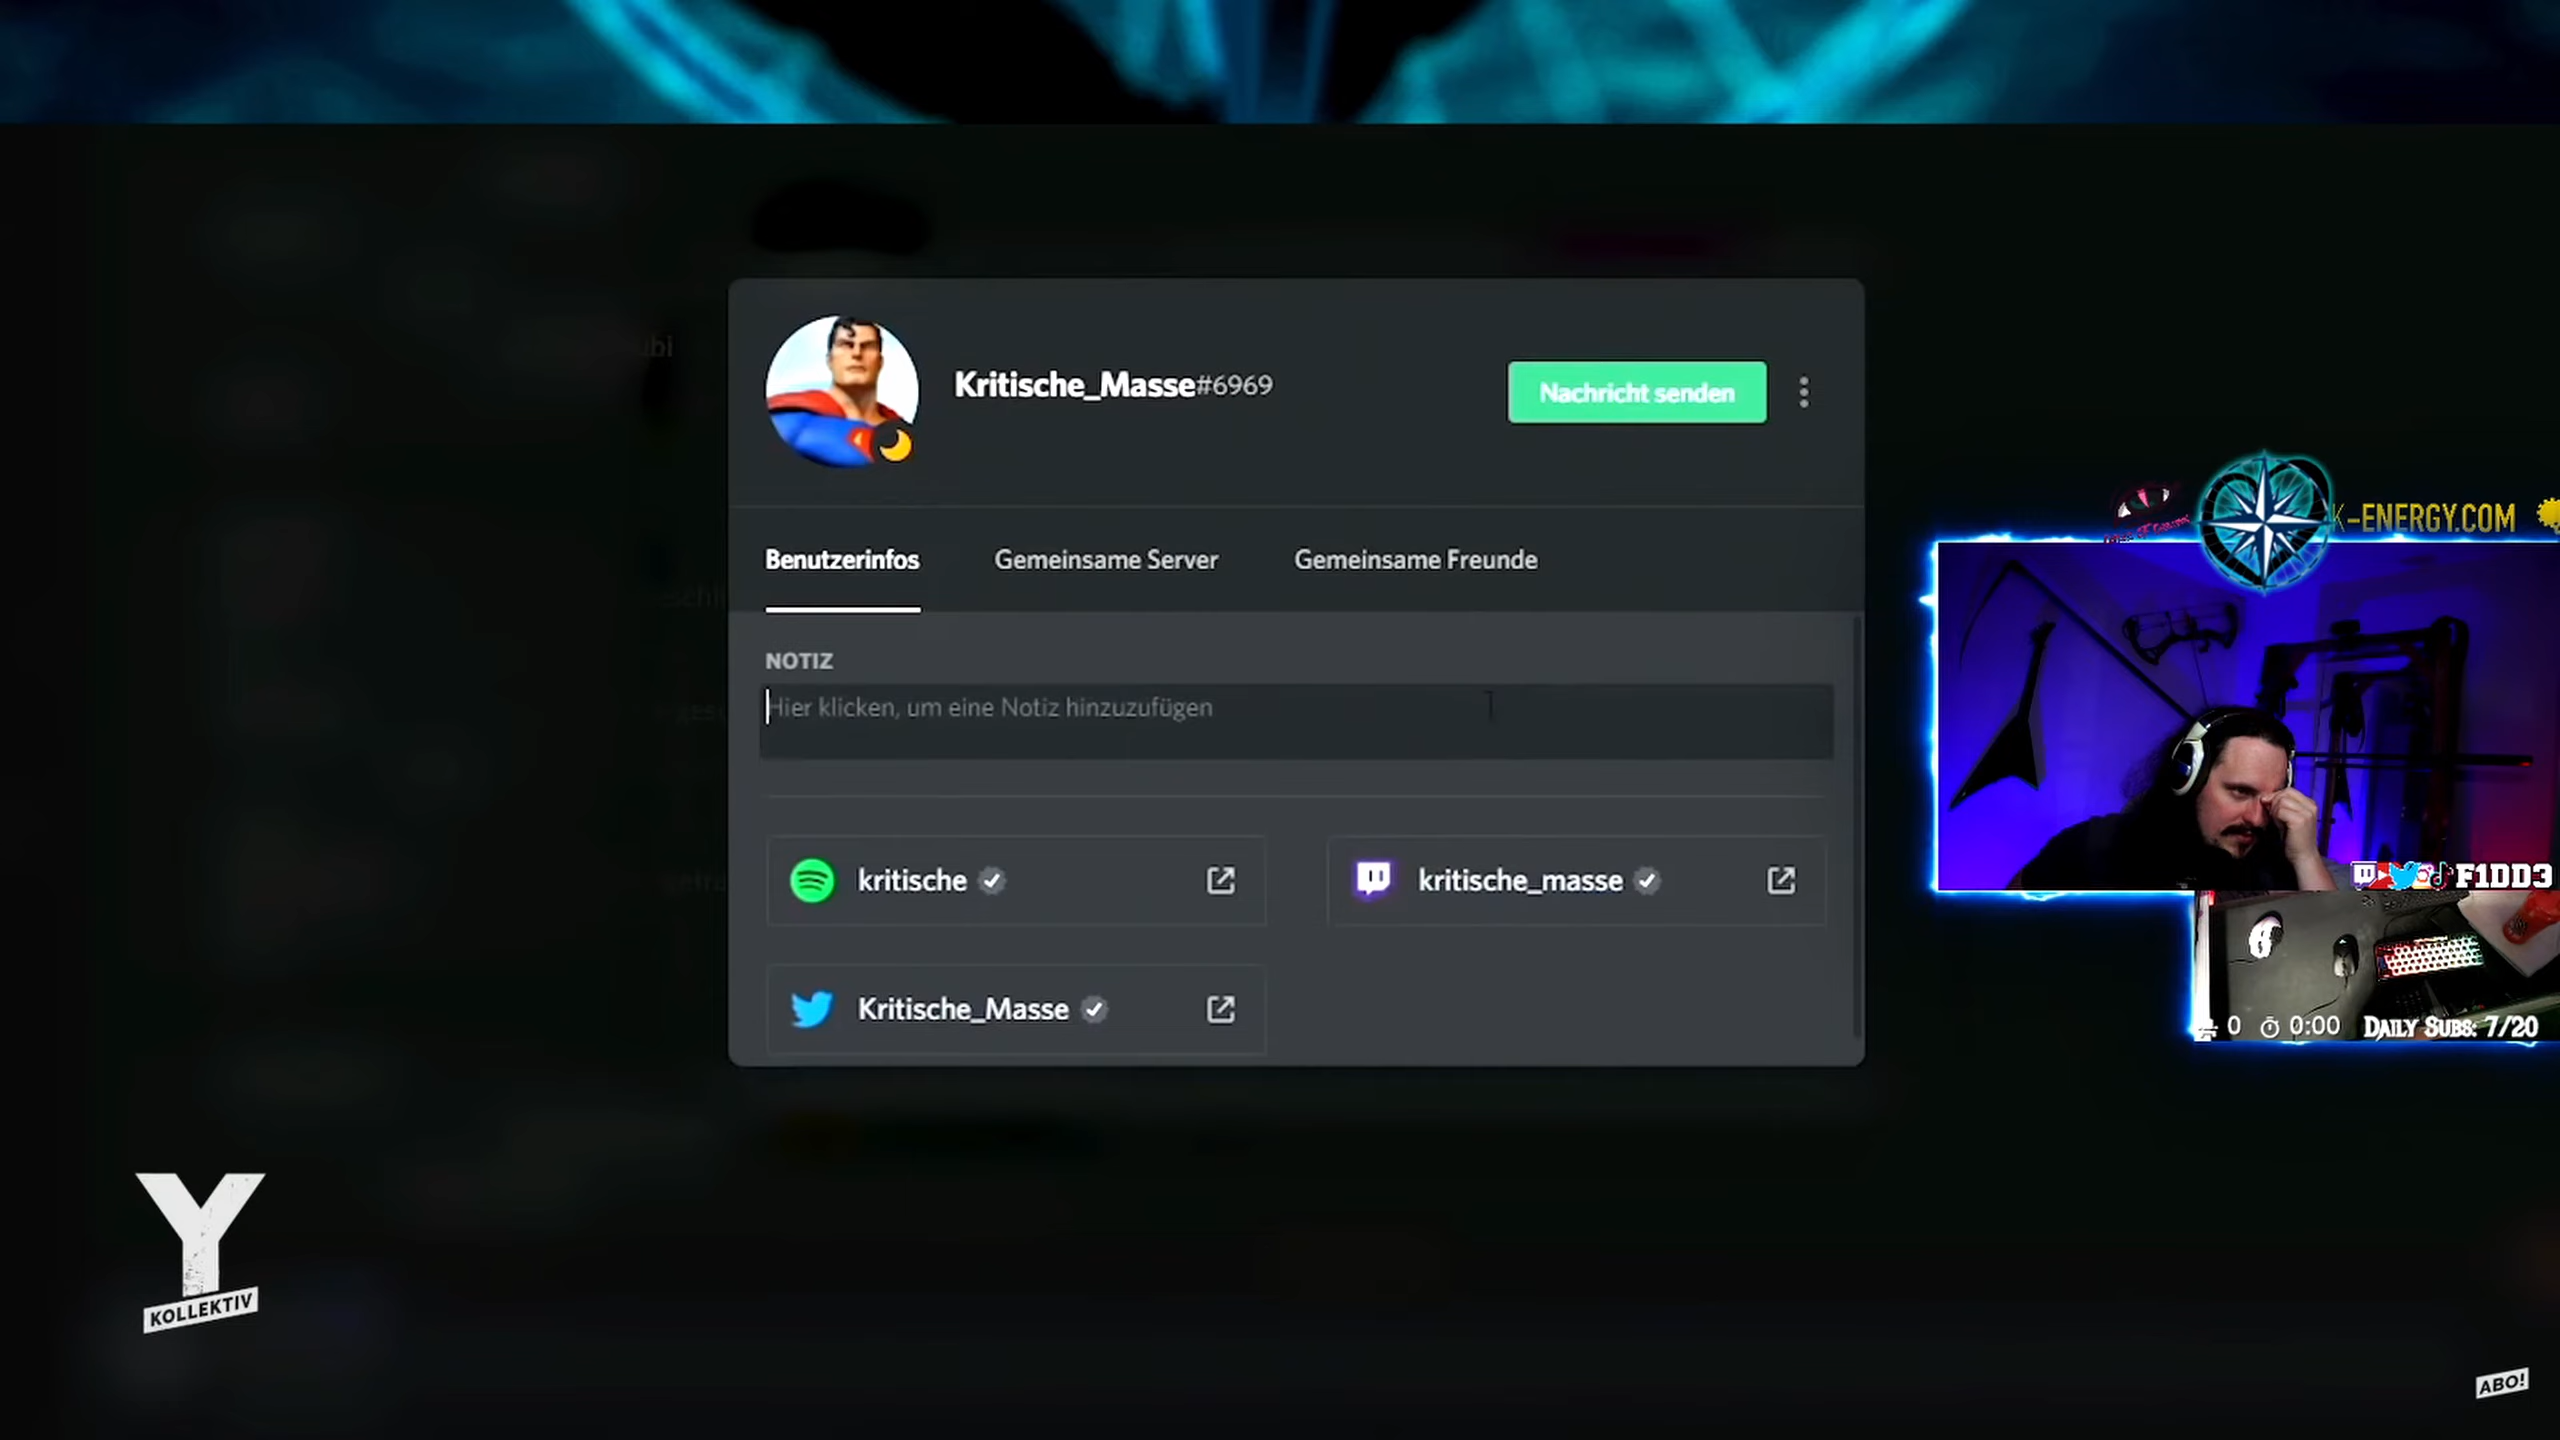 Kritische_Masse#6969
Nachricht senden
Benutzerinfos
Gemeinsame Server
Gemeinsame Freunde
NOTIZ
Hier klicken, um eine Notiz hinzuzufügen
kritische
kritische_masse
Kritische_Masse
K-ENERGY.COM
F1DD3
0
0:00
DAILY SUBS: 7/20
Y
KOLLEKTIV
ABO!